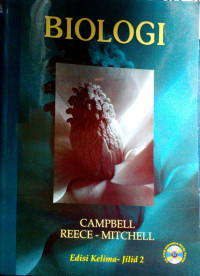 BIOLOGI
CAMPBELL
REECE - MITCHELL
Edisi Kelima- Jilid 2